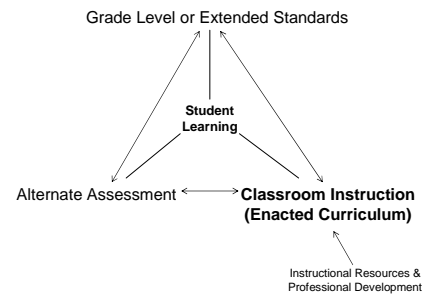 Grade Level or Extended Standards
Student
Learning
Alternate Assessment
Classroom Instruction
(Enacted Curriculum)
Instructional Resources &
Professional Development